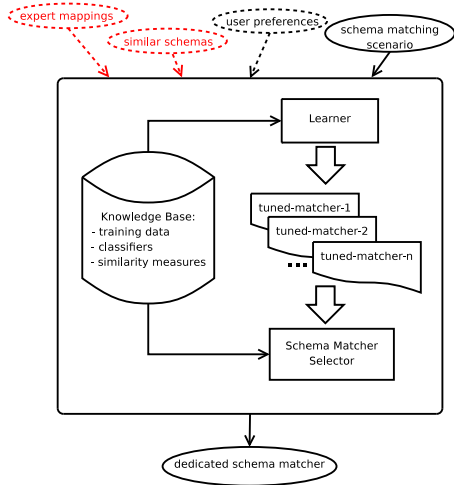 expert mappings
similar schemas
user preferences
schema matching
scenario
Learner
Knowledge Base:
- training data
- classifiers
- similarity measures
tuned-matcher-1
tuned-matcher-2
tuned-matcher-n
...
Schema Matcher
Selector
dedicated schema matcher